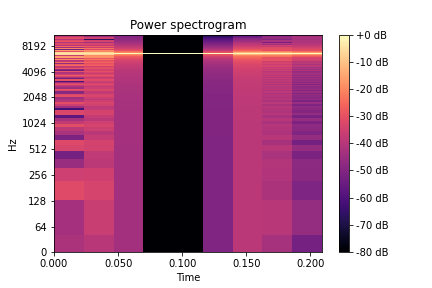 Power spectrogram
8192
4096
2048
1024
512
256
128
64
0
Hz
0.000 0.050 0.100 0.150 0.200
Time
+0 dB
-10 dB
-20 dB
-30 dB
-40 dB
-50 dB
-60 dB
-70 dB
-80 dB